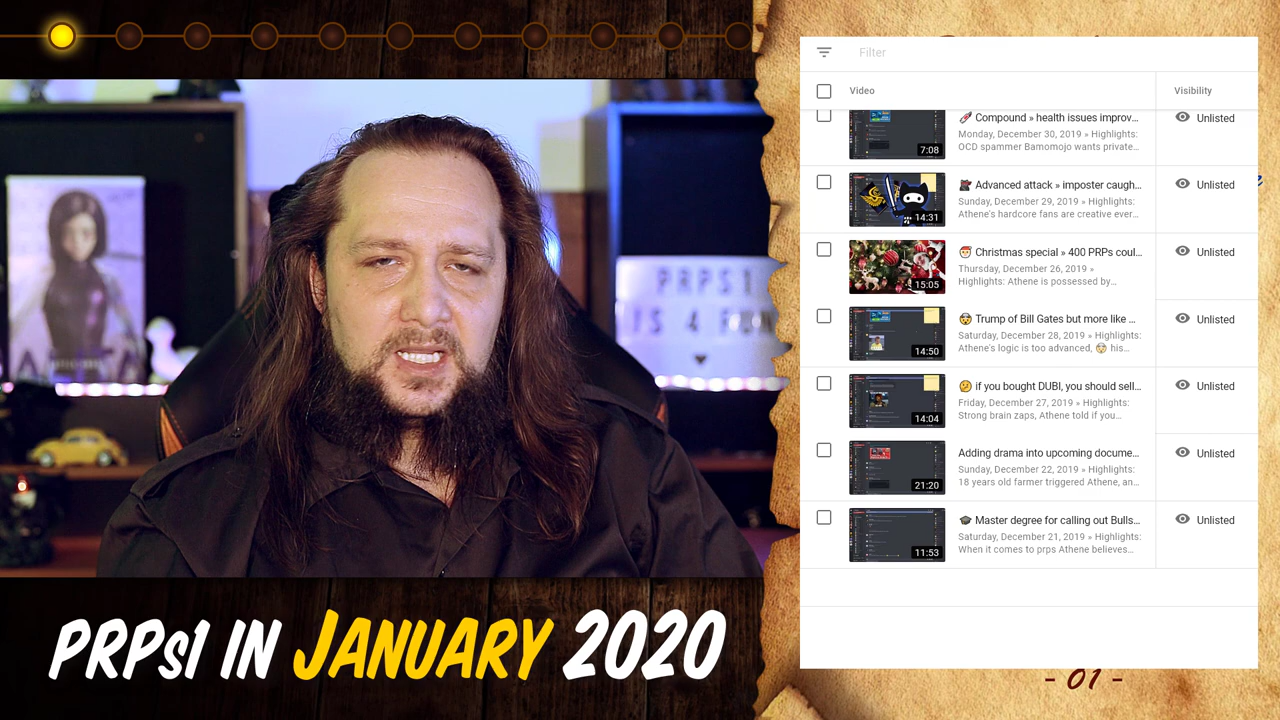 Filter
Video
Visibility
🚀 Compound » health issues improv...
Monday, December 30, 2019 » Highlights:
OCD spammer Bamomojo wants private...
7:08
Unlisted
Advanced attack » imposter caugh...
Sunday, December 29, 2019 » Highlights:
Athene's hardcore fans are creative ever...
14:31
Unlisted
🎅 Christmas special » 400 PRPs coul...
Thursday, December 26, 2019 »
Highlights: Athene is possessed by...
15:05
Unlisted
Trump of Bill Gates but more like ...
Saturday, December 28, 2019 » Highlights:
Athene's logic is too advanced, 🤯 his...
14:50
Unlisted
😕 if you bought DUBI, you should sell...
Friday, December 27, 2019 » Highlights:
Strong brain zaps, Athene told if you...
14:04
Unlisted
Adding drama into upcoming docume...
Sunday, December 22, 2019 » Highlights:
18 years old farmer triggered Athene, an...
21:20
Unlisted
🎓 Master degree for calling out Bulls...
Saturday, December 21, 2019 » Highlights:
When it comes to pros Athene believes...
11:53
Unlisted
PRPS1
US 4 FUN
PRPs1 IN JANUARY 2020
- 01 -